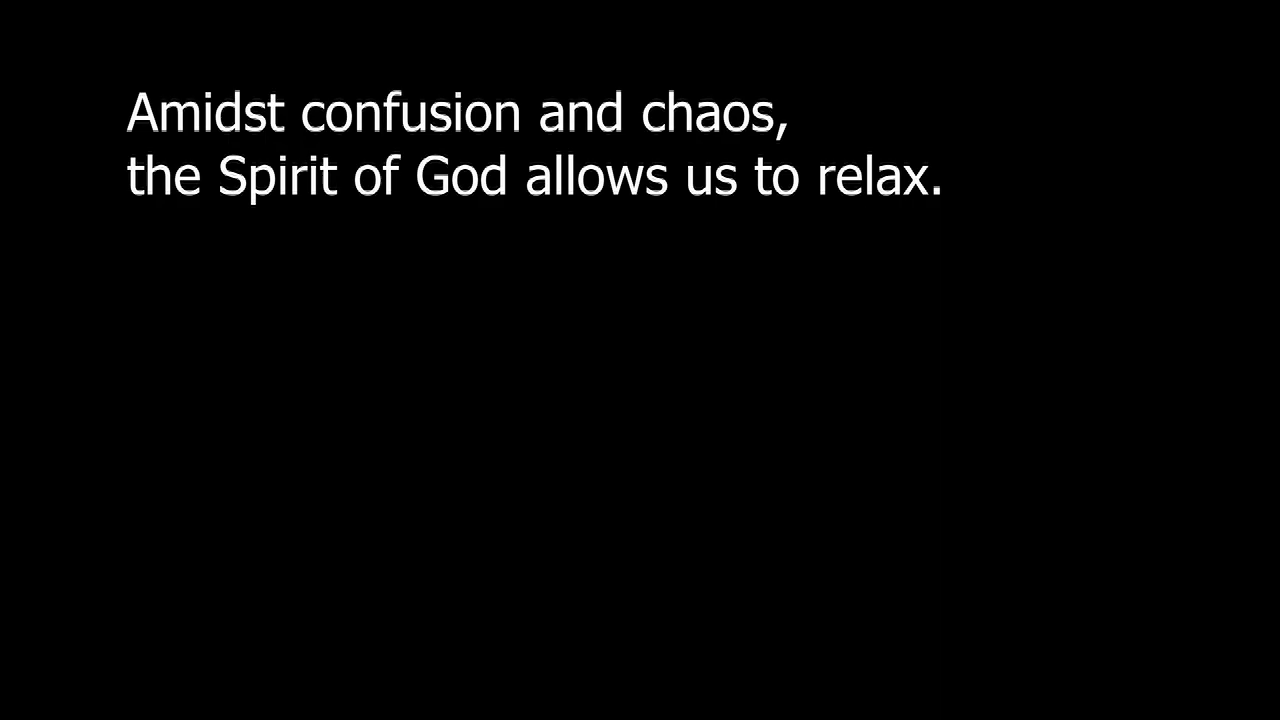 Amidst confusion and chaos,
the Spirit of God allows us to relax.